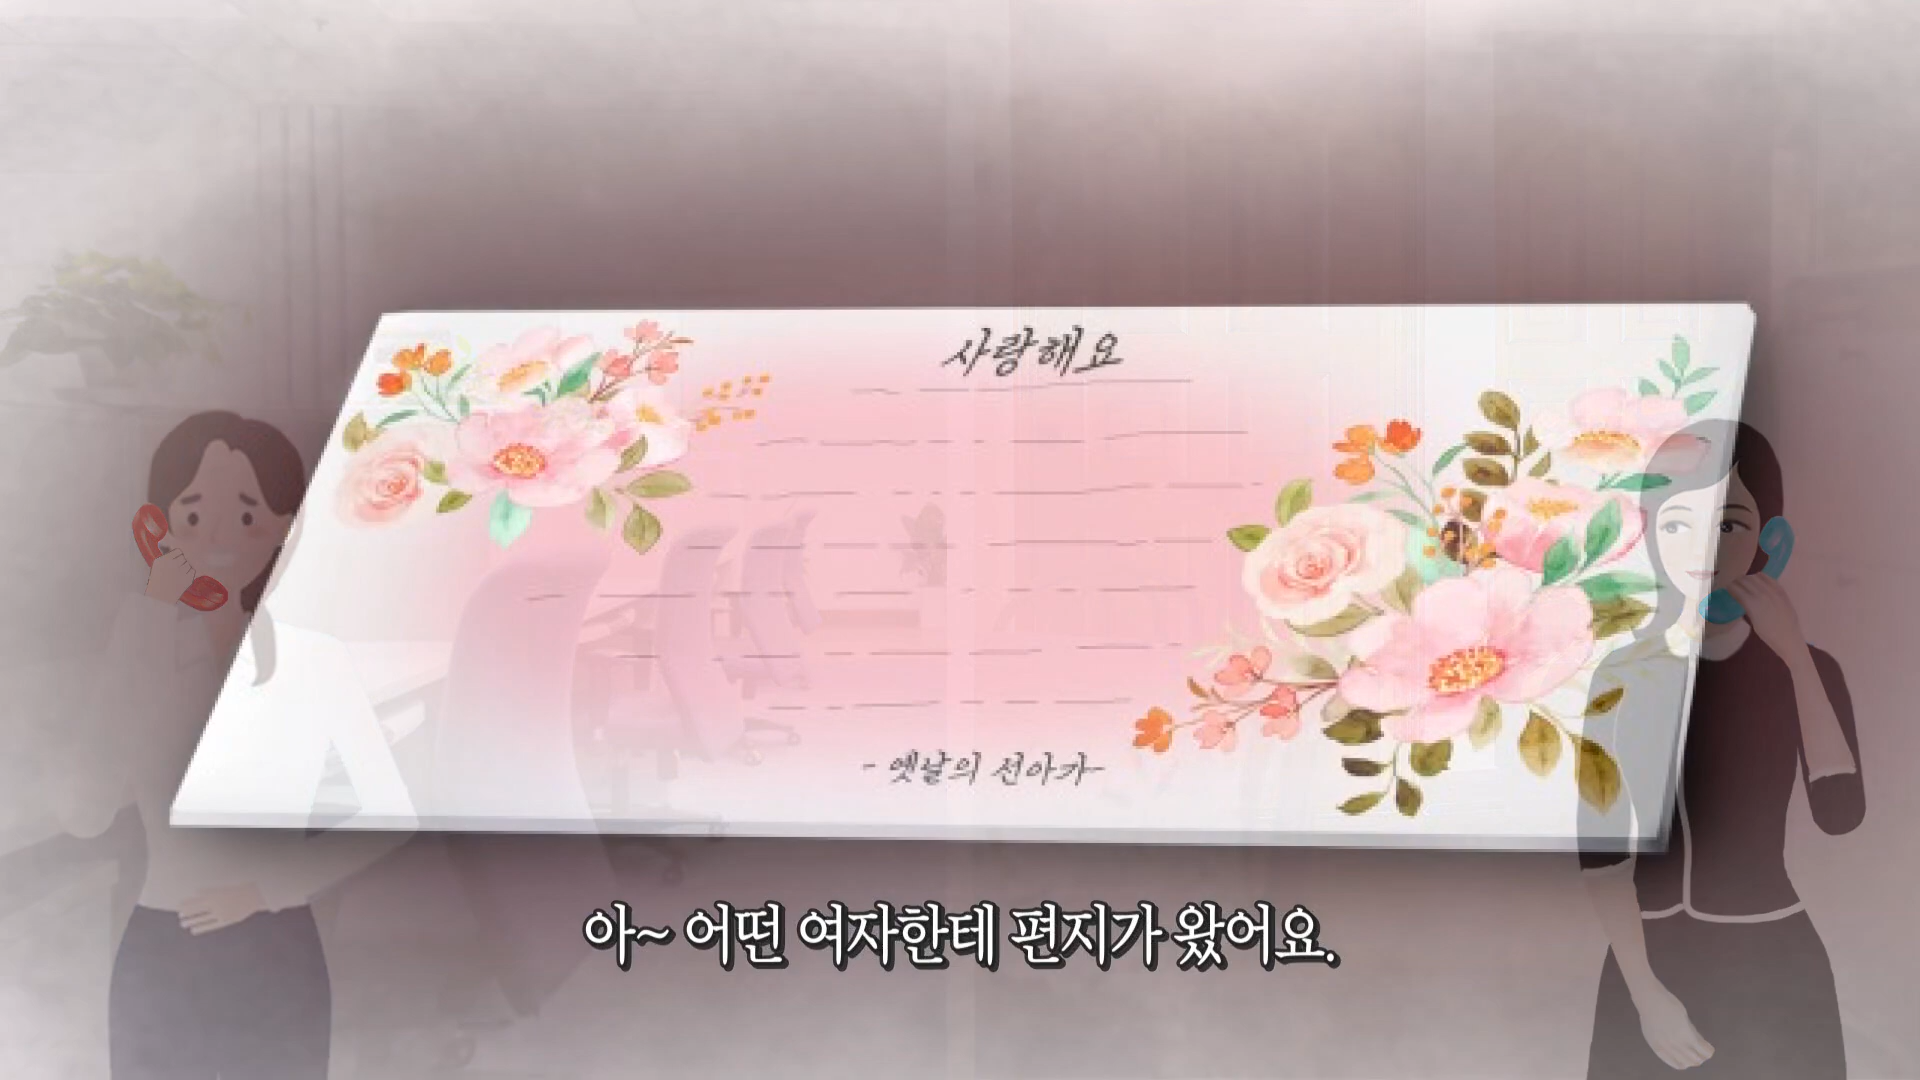 사랑해요
- 옛날의 선아가-
아~ 어떤 여자한테 편지가 왔어요.